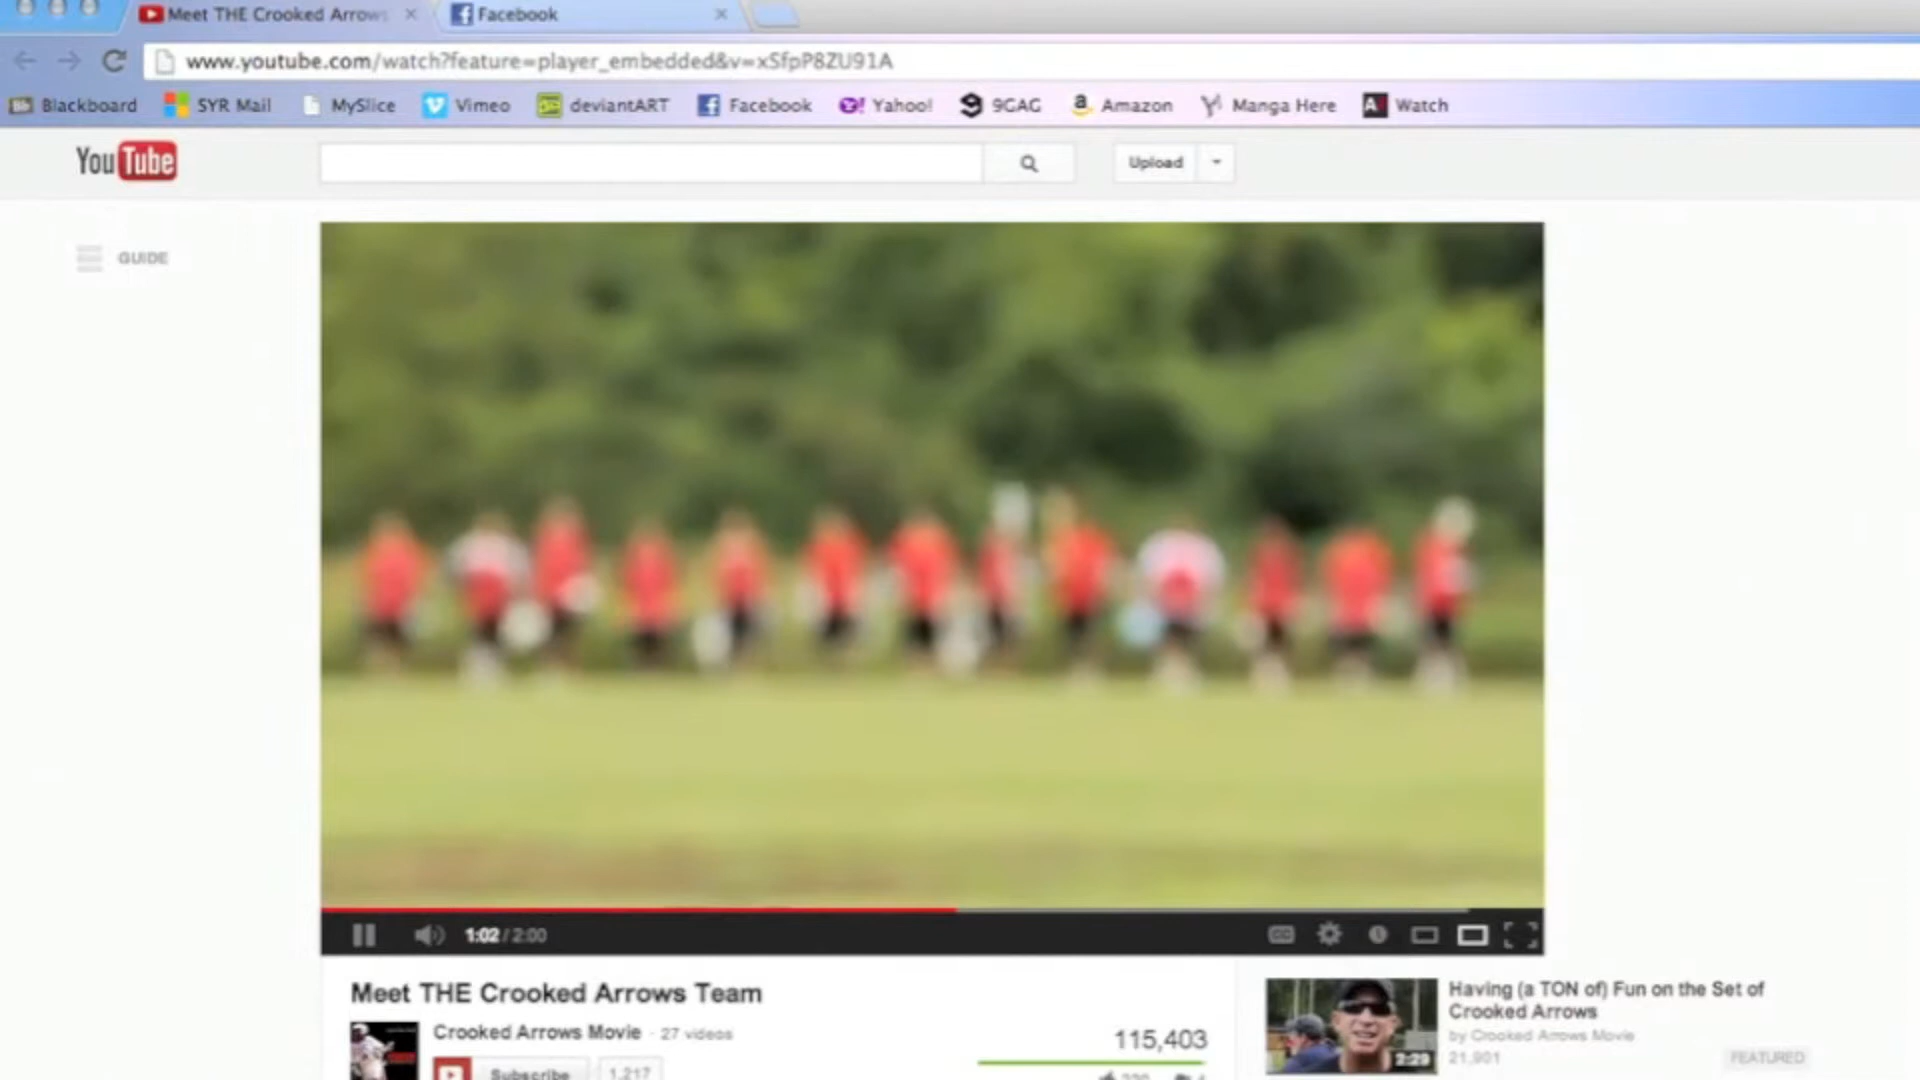 Meet THE Crooked Arrows
Facebook
www.youtube.com/watch?feature=player_embedded&v=xSfpP8ZU91A
Blackboard SYR Mail MySlice Vimeo deviantART Facebook Yahoo! 9GAG Amazon Manga Here Watch
YouTube
Upload
GUIDE
1:02 / 2:00
Meet THE Crooked Arrows Team
Crooked Arrows Movie · 27 videos
Subscribe 1,217
115,403
2:29
Having (a TON of) Fun on the Set of
Crooked Arrows
by Crooked Arrows Movie
21,901
FEATURED